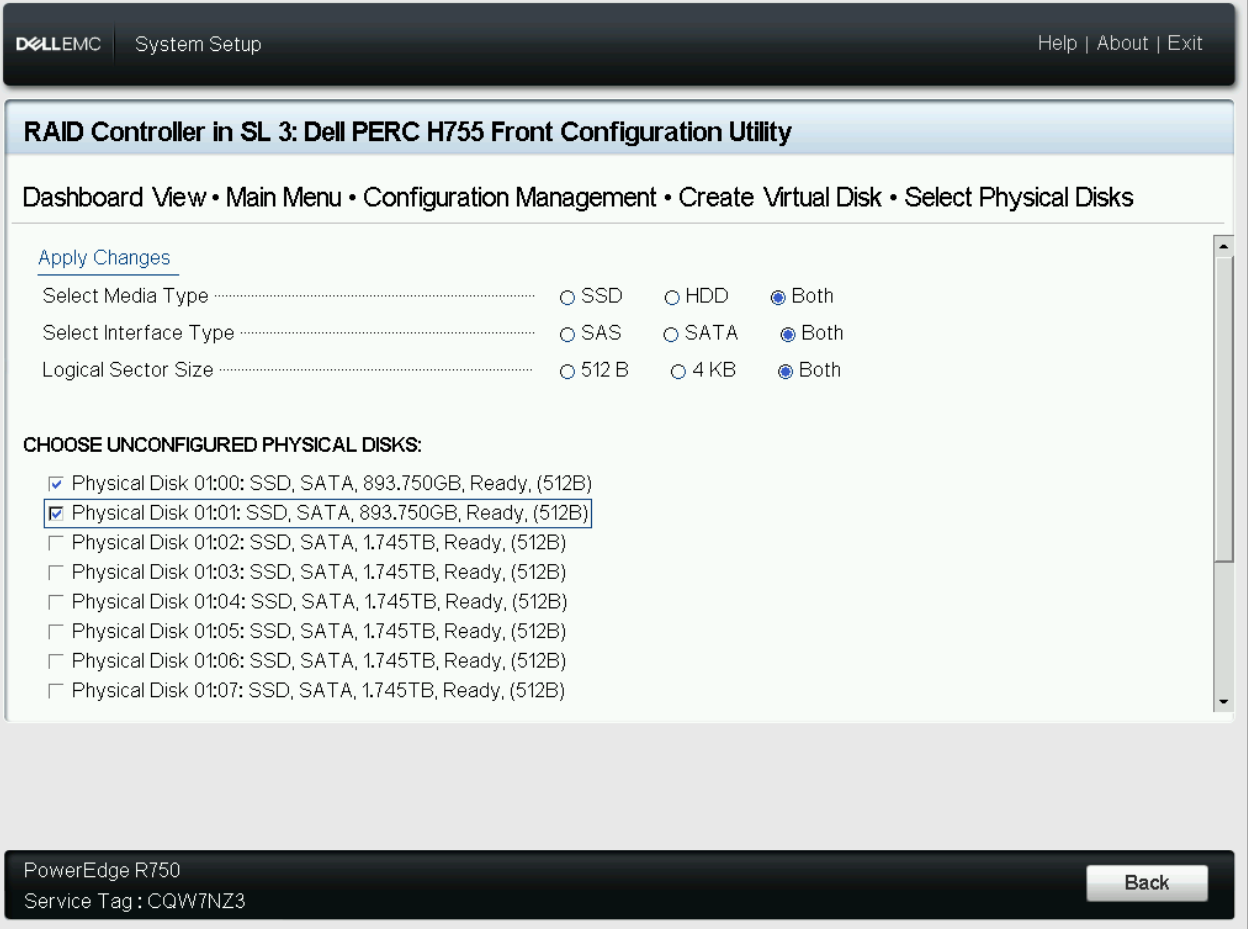 DELLEMC System Setup Help | About | Exit
RAID Controller in SL 3: Dell PERC H755 Front Configuration Utility
Dashboard View • Main Menu • Configuration Management • Create Virtual Disk • Select Physical Disks
Apply Changes
Select Media Type SSD HDD Both
Select Interface Type SAS SATA Both
Logical Sector Size 512 B 4 KB Both
CHOOSE UNCONFIGURED PHYSICAL DISKS:
Physical Disk 01:00: SSD, SATA, 893.750GB, Ready, (512B)
Physical Disk 01:01: SSD, SATA, 893.750GB, Ready, (512B)
Physical Disk 01:02: SSD, SATA, 1.745TB, Ready, (512B)
Physical Disk 01:03: SSD, SATA, 1.745TB, Ready, (512B)
Physical Disk 01:04: SSD, SATA, 1.745TB, Ready, (512B)
Physical Disk 01:05: SSD, SATA, 1.745TB, Ready, (512B)
Physical Disk 01:06: SSD, SATA, 1.745TB, Ready, (512B)
Physical Disk 01:07: SSD, SATA, 1.745TB, Ready, (512B)
PowerEdge R750
Service Tag : CQW7NZ3
Back